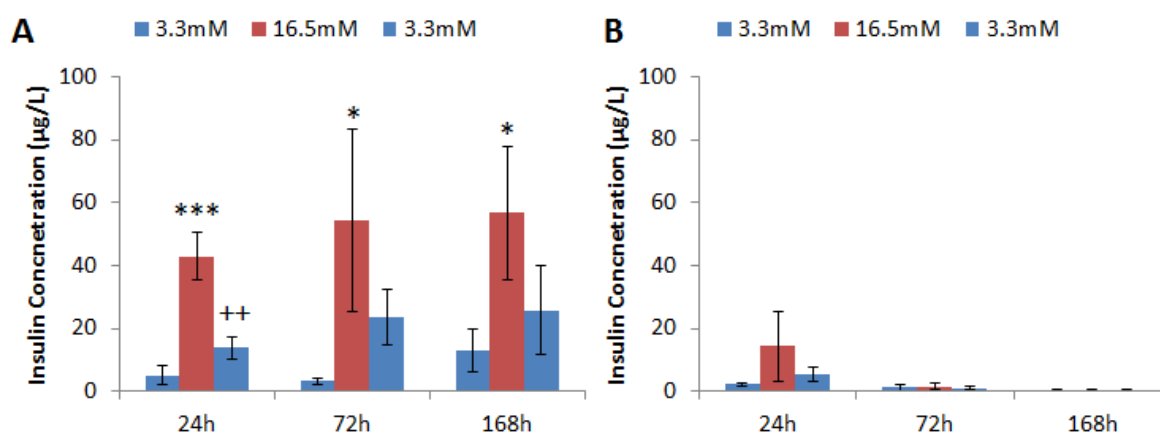 A
3.3mM 16.5mM 3.3mM
Insulin Concnetration (µg/L)
100
80
60
40
20
0
***
++
*
*
24h 72h 168h
B
3.3mM 16.5mM 3.3mM
Insulin Concnetration (µg/L)
100
80
60
40
20
0
24h 72h 168h